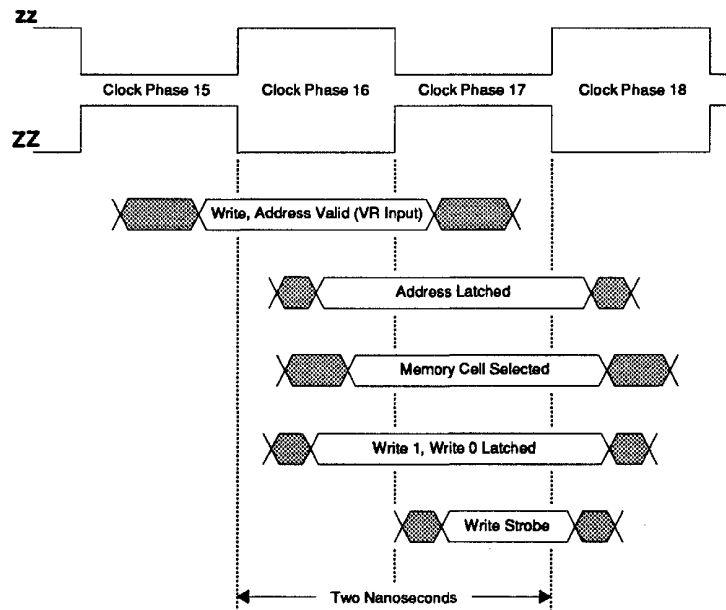 zz
Clock Phase 15 Clock Phase 16 Clock Phase 17 Clock Phase 18
ZZ
Write, Address Valid (VR Input)
Address Latched
Memory Cell Selected
Write 1, Write 0 Latched
Write Strobe
Two Nanoseconds